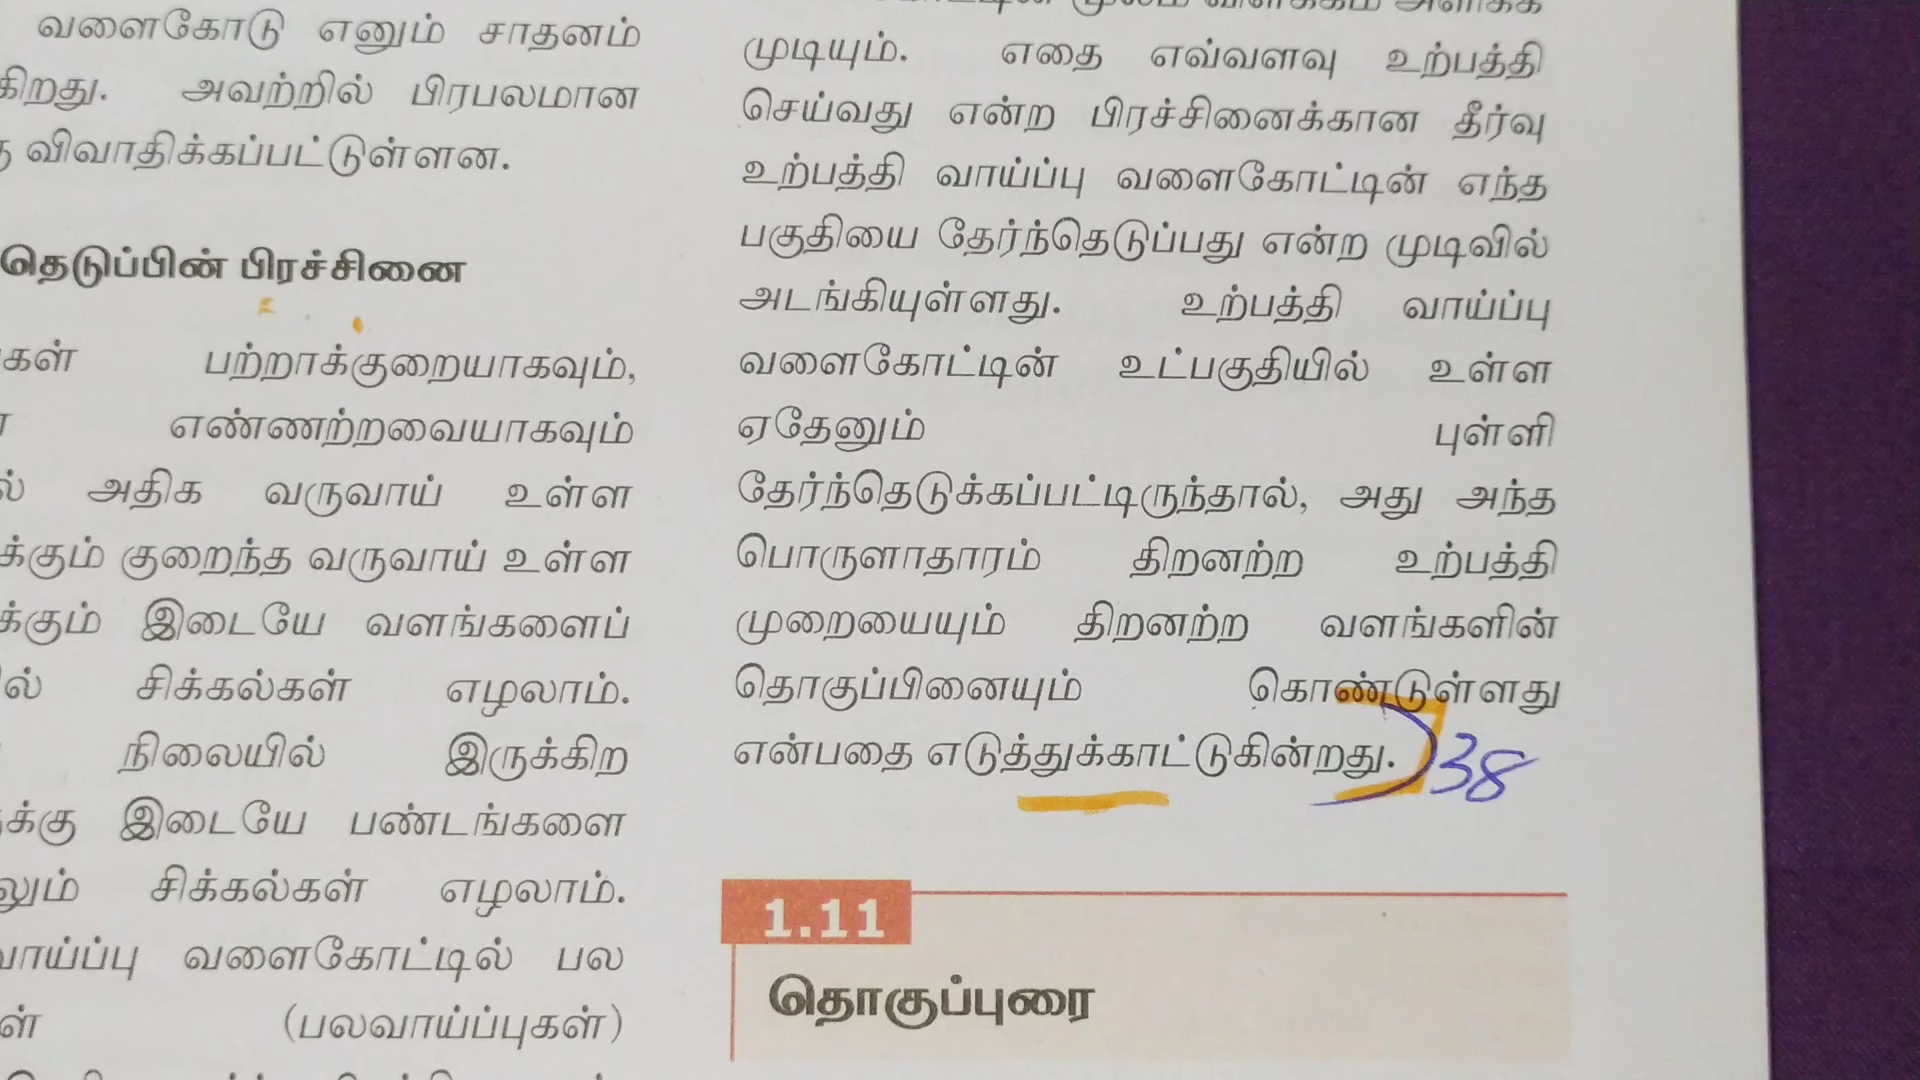 வளைகோடு எனும் சாதனம்
அவற்றில் பிரபலமான
விவாதிக்கப்பட்டுள்ளன.
தெடுப்பின் பிரச்சினை
பற்றாக்குறையாகவும்,
எண்ணற்றவையாகவும்
அதிக வருவாய் உள்ள
க்கும் குறைந்த வருவாய் உள்ள
க்கும் இடையே வளங்களைப்
சிக்கல்கள் எழலாம்.
நிலையில் இருக்கிற
க்கு இடையே பண்டங்களை
சிக்கல்கள் எழலாம்.
வாய்ப்பு வளைகோட்டில் பல
(பலவாய்ப்புகள்)
முடியும். எதை எவ்வளவு உற்பத்தி
செய்வது என்ற பிரச்சினைக்கான தீர்வு
உற்பத்தி வாய்ப்பு வளைகோட்டின் எந்த
பகுதியை தேர்ந்தெடுப்பது என்ற முடிவில்
அடங்கியுள்ளது. உற்பத்தி வாய்ப்பு
வளைகோட்டின் உட்பகுதியில் உள்ள
ஏதேனும் புள்ளி
தேர்ந்தெடுக்கப்பட்டிருந்தால், அது அந்த
பொருளாதாரம் திறனற்ற உற்பத்தி
முறையையும் திறனற்ற வளங்களின்
தொகுப்பினையும் கொண்டுள்ளது
என்பதை எடுத்துக்காட்டுகின்றது. 38
1.11
தொகுப்புரை